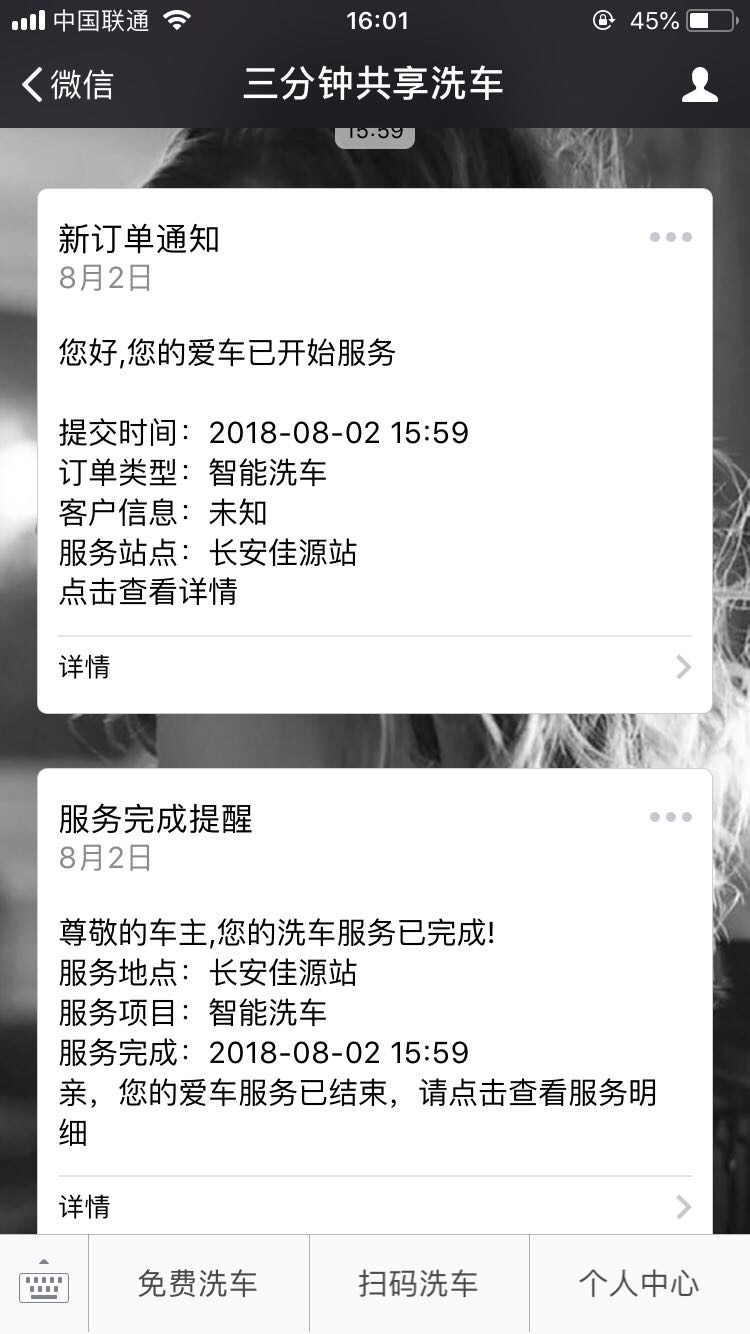 中国联通
16:01
45%
微信
三分钟共享洗车
15:59
新订单通知
8月2日
您好,您的爱车已开始服务
提交时间：2018-08-02 15:59
订单类型：智能洗车
客户信息：未知
服务站点：长安佳源站
点击查看详情
详情
服务完成提醒
8月2日
尊敬的车主,您的洗车服务已完成!
服务地点：长安佳源站
服务项目：智能洗车
服务完成：2018-08-02 15:59
亲，您的爱车服务已结束，请点击查看服务明
细
详情
免费洗车
扫码洗车
个人中心